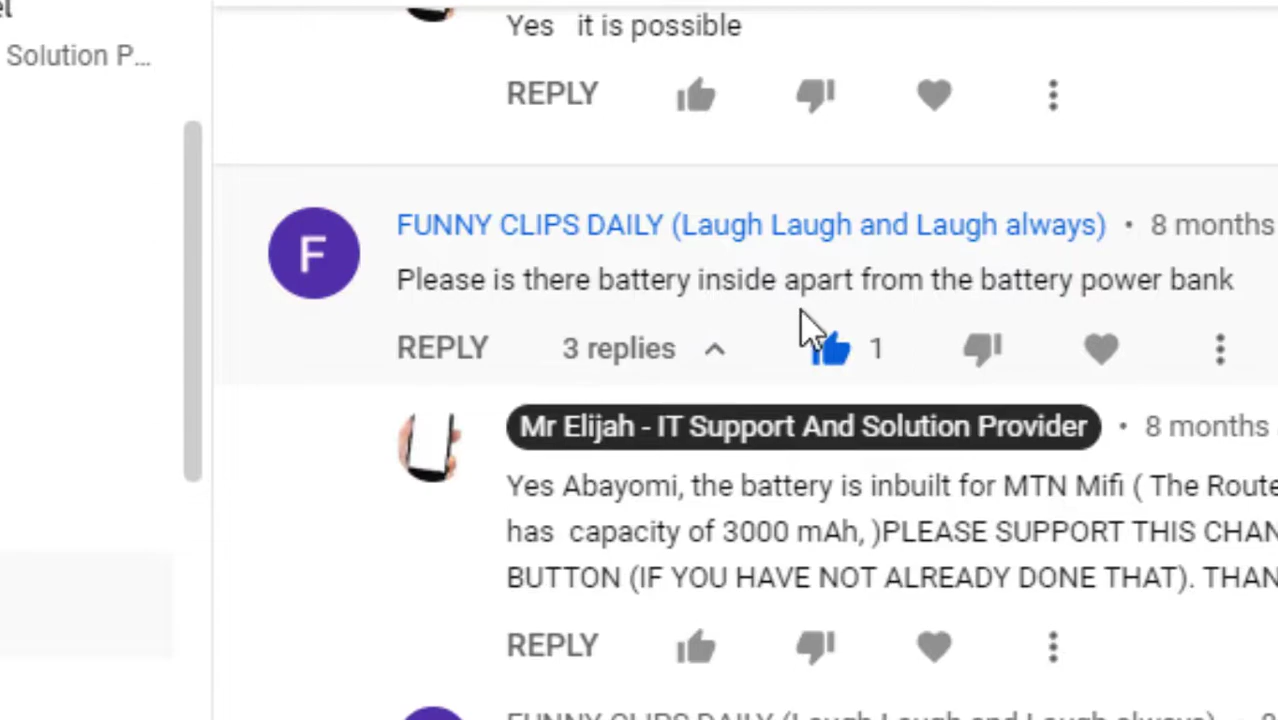 Solution P...
Yes it is possible
REPLY
F
FUNNY CLIPS DAILY (Laugh Laugh and Laugh always) • 8 months
Please is there battery inside apart from the battery power bank
REPLY 3 replies 1
Mr Elijah - IT Support And Solution Provider • 8 months
Yes Abayomi, the battery is inbuilt for MTN Mifi ( The Route
has capacity of 3000 mAh, )PLEASE SUPPORT THIS CHAN
BUTTON (IF YOU HAVE NOT ALREADY DONE THAT). THAN
REPLY
FUNNY CLIPS DAILY (Laugh Laugh and Laugh always)